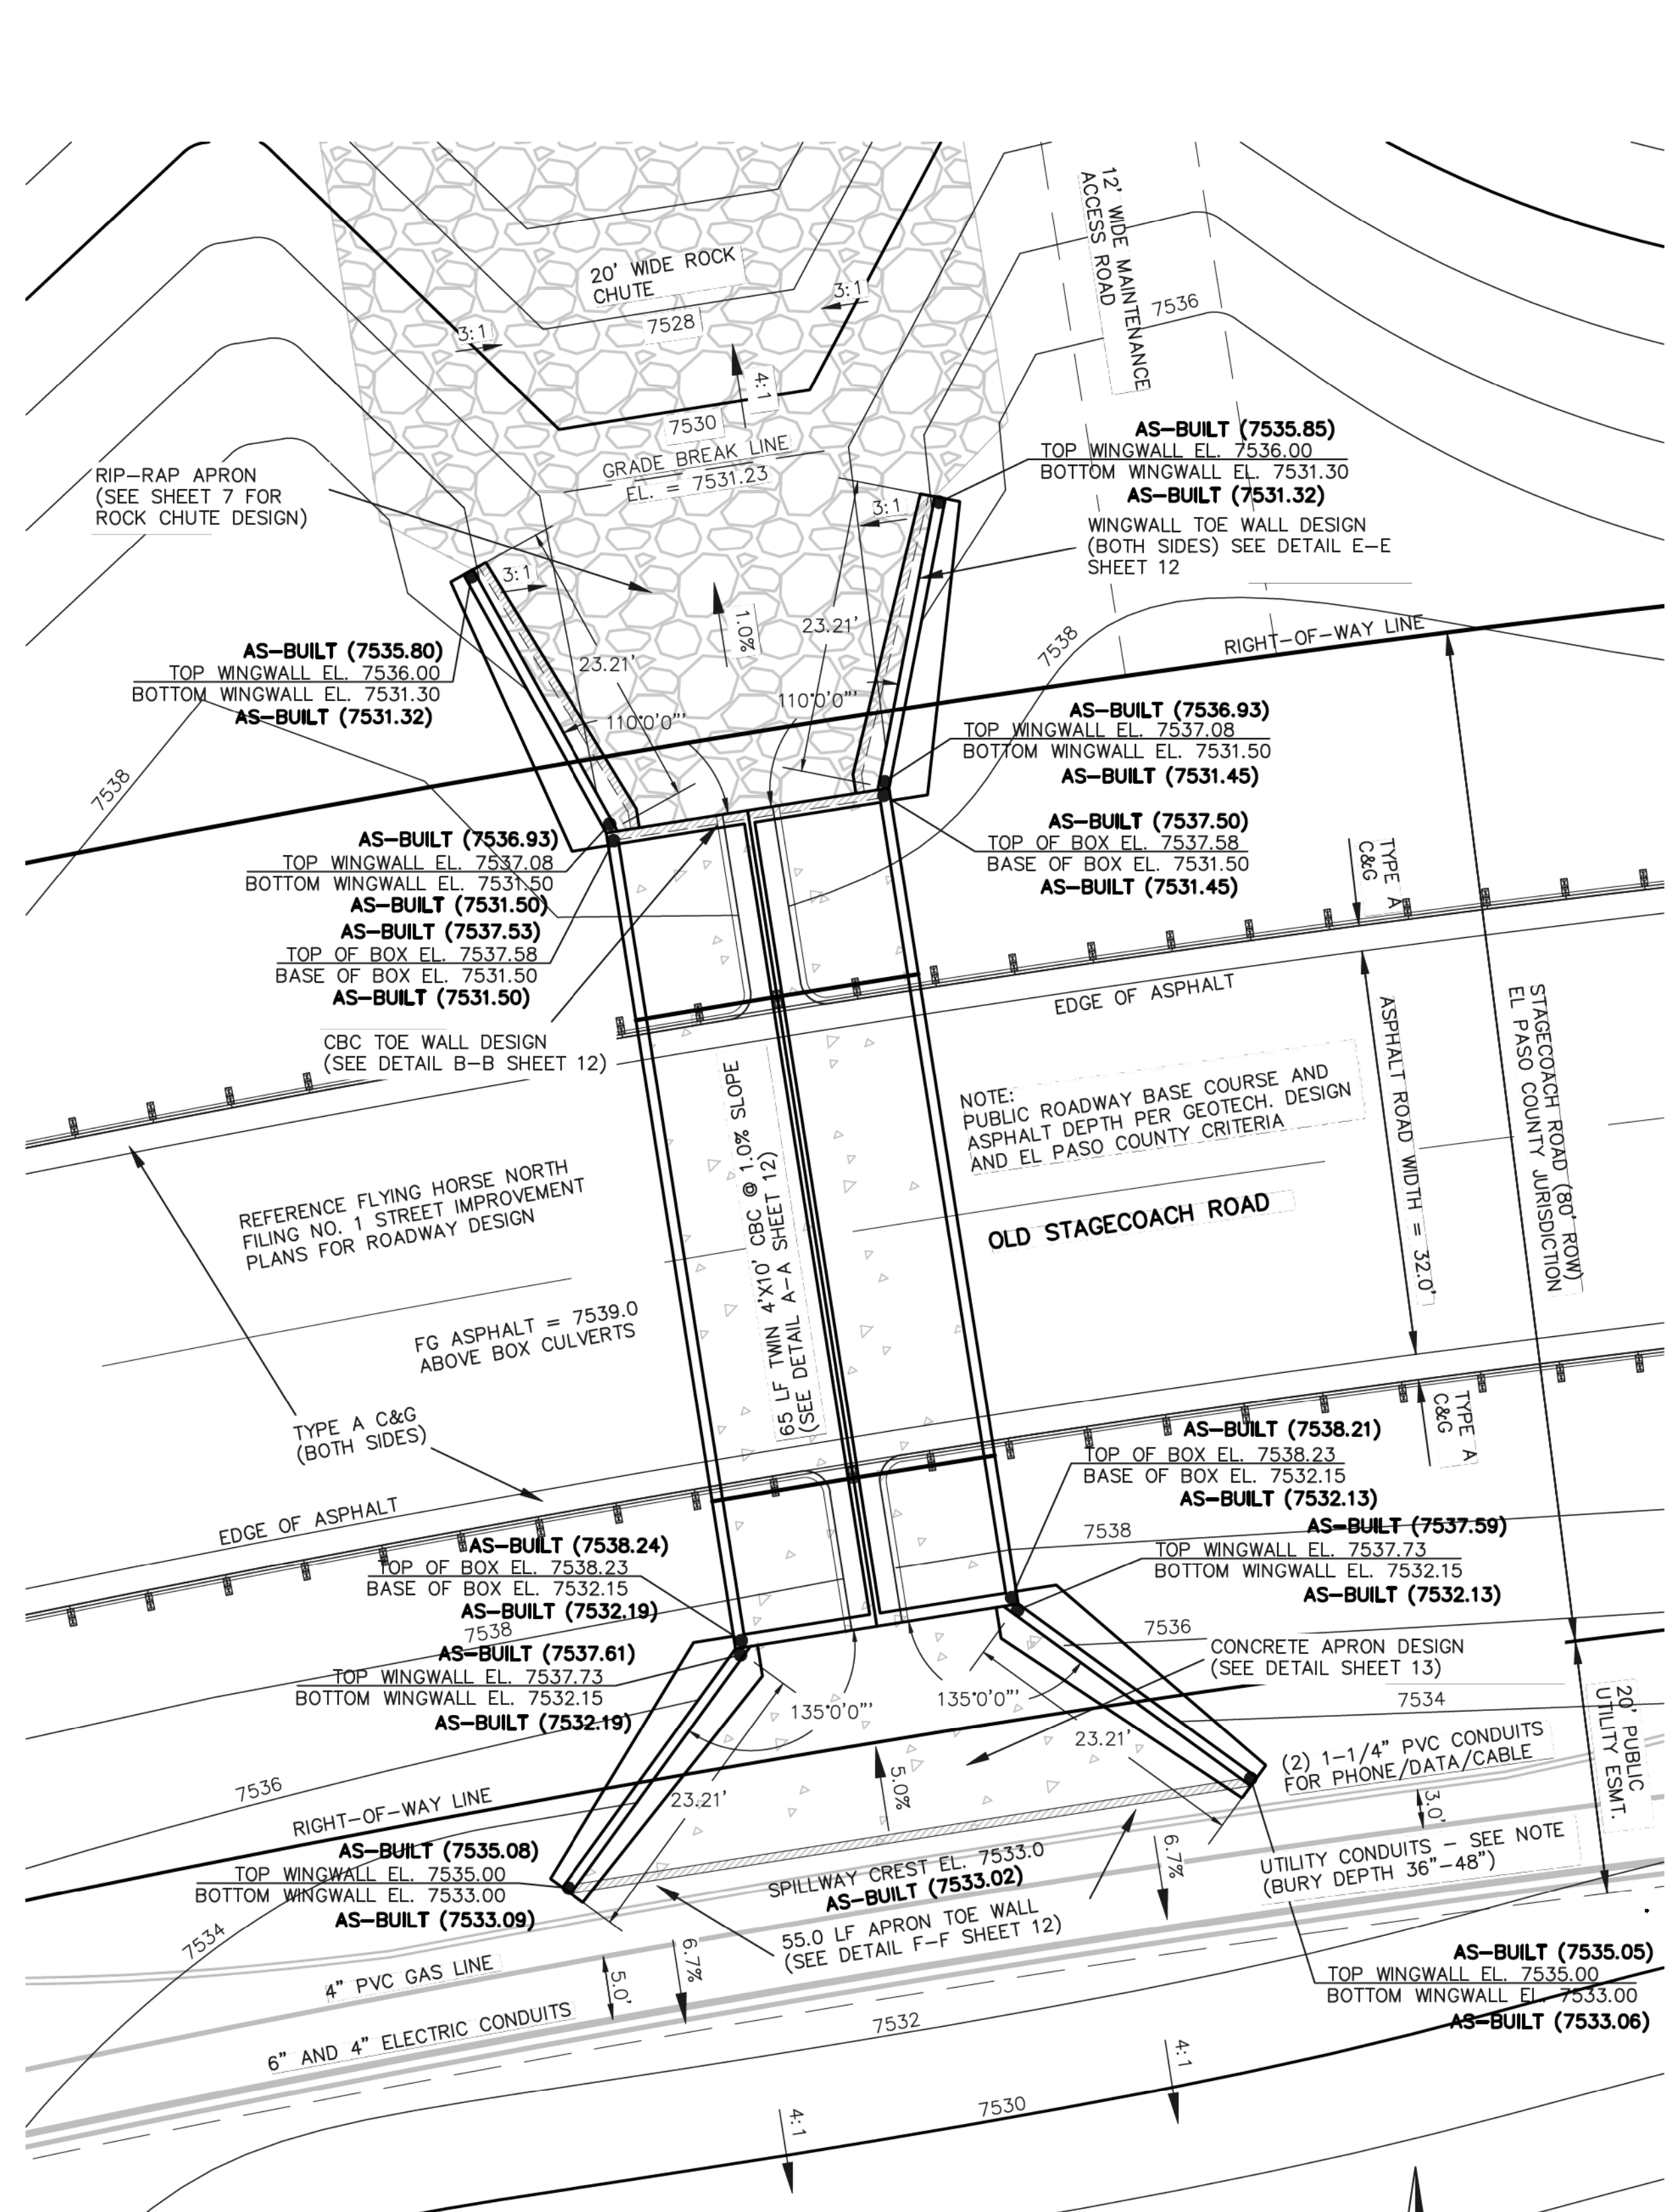 12' WIDE MAINTENANCE
ACCESS ROAD
20' WIDE ROCK
CHUTE
3:1
7536
7528
3:1
4:1
7530
GRADE BREAK LINE
EL. = 7531.23
AS-BUILT (7535.85)
TOP WINGWALL EL. 7536.00
BOTTOM WINGWALL EL. 7531.30
AS-BUILT (7531.32)
RIP-RAP APRON
(SEE SHEET 7 FOR
ROCK CHUTE DESIGN)
3:1
WINGWALL TOE WALL DESIGN
(BOTH SIDES) SEE DETAIL E-E
SHEET 12
3:1
1.0%
23.21'
23.21'
7538
RIGHT-OF-WAY LINE
AS-BUILT (7535.80)
TOP WINGWALL EL. 7536.00
BOTTOM WINGWALL EL. 7531.30
AS-BUILT (7531.32)
110°0'0"'
110°0'0"
7538
AS-BUILT (7536.93)
TOP WINGWALL EL. 7537.08
BOTTOM WINGWALL EL. 7531.50
AS-BUILT (7531.45)
AS-BUILT (7537.50)
TOP OF BOX EL. 7537.58
BASE OF BOX EL. 7531.50
AS-BUILT (7531.45)
AS-BUILT (7536.93)
TOP WINGWALL EL. 7537.08
BOTTOM WINGWALL EL. 7531.50
AS-BUILT (7531.50)
AS-BUILT (7537.53)
TOP OF BOX EL. 7537.58
BASE OF BOX EL. 7531.50
AS-BUILT (7531.50)
TYPE A
C&G
CBC TOE WALL DESIGN
(SEE DETAIL B-B SHEET 12)
EDGE OF ASPHALT
ASPHALT ROAD WIDTH = 32.0'
STAGECOACH ROAD (80' ROW)
EL PASO COUNTY JURISDICTION
NOTE:
PUBLIC ROADWAY BASE COURSE AND
ASPHALT DEPTH PER GEOTECH. DESIGN
AND EL PASO COUNTY CRITERIA
65 LF TWIN 4'X10' CBC @ 1.0% SLOPE
(SEE DETAIL A-A SHEET 12)
REFERENCE FLYING HORSE NORTH
FILING NO. 1 STREET IMPROVEMENT
PLANS FOR ROADWAY DESIGN
OLD STAGECOACH ROAD
FG ASPHALT = 7539.0
ABOVE BOX CULVERTS
TYPE A C&G
(BOTH SIDES)
TYPE A
C&G
AS-BUILT (7538.21)
TOP OF BOX EL. 7538.23
BASE OF BOX EL. 7532.15
AS-BUILT (7532.13)
EDGE OF ASPHALT
7538
AS-BUILT (7537.59)
TOP WINGWALL EL. 7537.73
BOTTOM WINGWALL EL. 7532.15
AS-BUILT (7532.13)
AS-BUILT (7538.24)
TOP OF BOX EL. 7538.23
BASE OF BOX EL. 7532.15
AS-BUILT (7532.19)
7538
AS-BUILT (7537.61)
TOP WINGWALL EL. 7537.73
BOTTOM WINGWALL EL. 7532.15
AS-BUILT (7532.19)
7536
CONCRETE APRON DESIGN
(SEE DETAIL SHEET 13)
135°0'0"'
135°0'0"'
7534
20' PUBLIC
UTILITY ESMT.
23.21'
(2) 1-1/4" PVC CONDUITS
FOR PHONE/DATA/CABLE
7536
5.0%
23.21'
3.0'
RIGHT-OF-WAY LINE
AS-BUILT (7535.08)
TOP WINGWALL EL. 7535.00
BOTTOM WINGWALL EL. 7533.00
AS-BUILT (7533.09)
6.7%
UTILITY CONDUITS - SEE NOTE
(BURY DEPTH 36"-48")
SPILLWAY CREST EL. 7533.0
AS-BUILT (7533.02)
55.0 LF APRON TOE WALL
(SEE DETAIL F-F SHEET 12)
7534
6.7%
AS-BUILT (7535.05)
TOP WINGWALL EL. 7535.00
BOTTOM WINGWALL EL. 7533.00
AS-BUILT (7533.06)
4" PVC GAS LINE
5.0'
6" AND 4" ELECTRIC CONDUITS
7532
4:1
7530
4:1